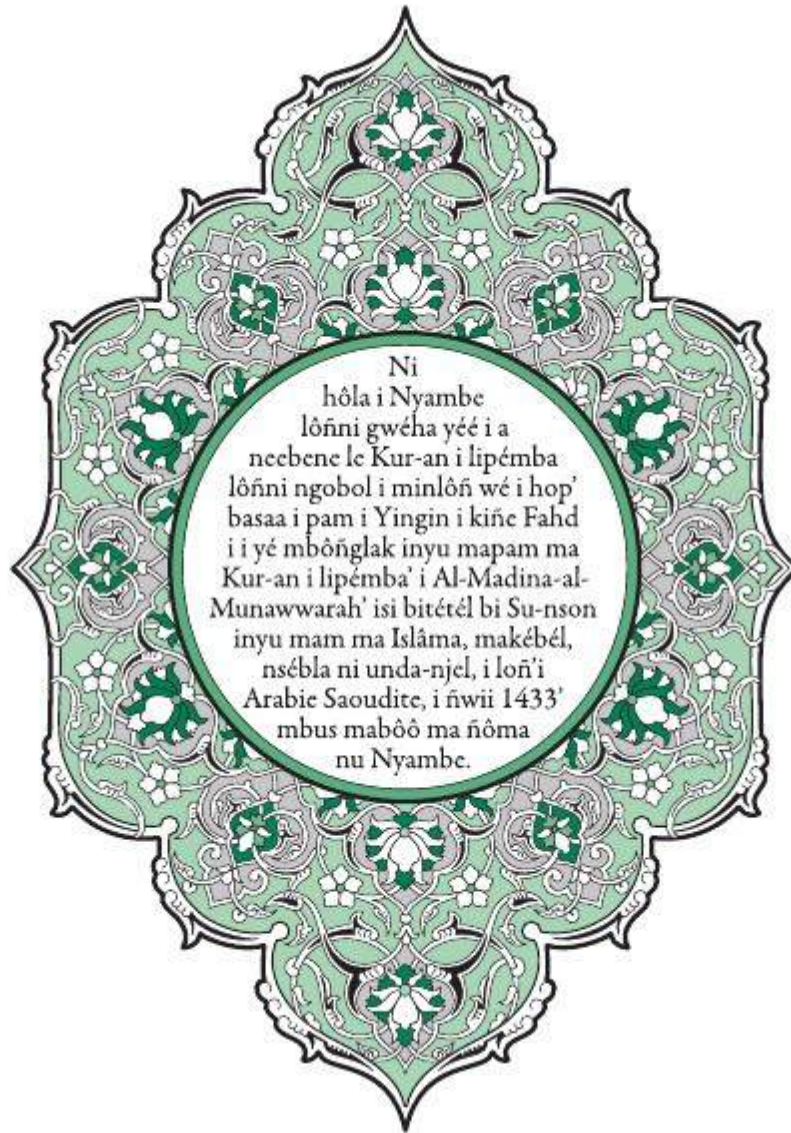 Ni
hôla i Nyambe
lôñni gwéha yéé i a
neebene le Kur-an i lipémba
lôñni ngobol i minlôñ wé i hop'
basaa i pam i Yingin i kiñe Fahd
i i yé mbôñglak inyu mapam ma
Kur-an i lipémba' i Al-Madina-al-
Munawwarah' isi bitétél bi Su-nson
inyu mam ma Islâma, makébél,
nsébla ni unda-njel, i loñ'i
Arabie Saoudite, i ñwii 1433'
mbus mabôô ma ñôma
nu Nyambe.